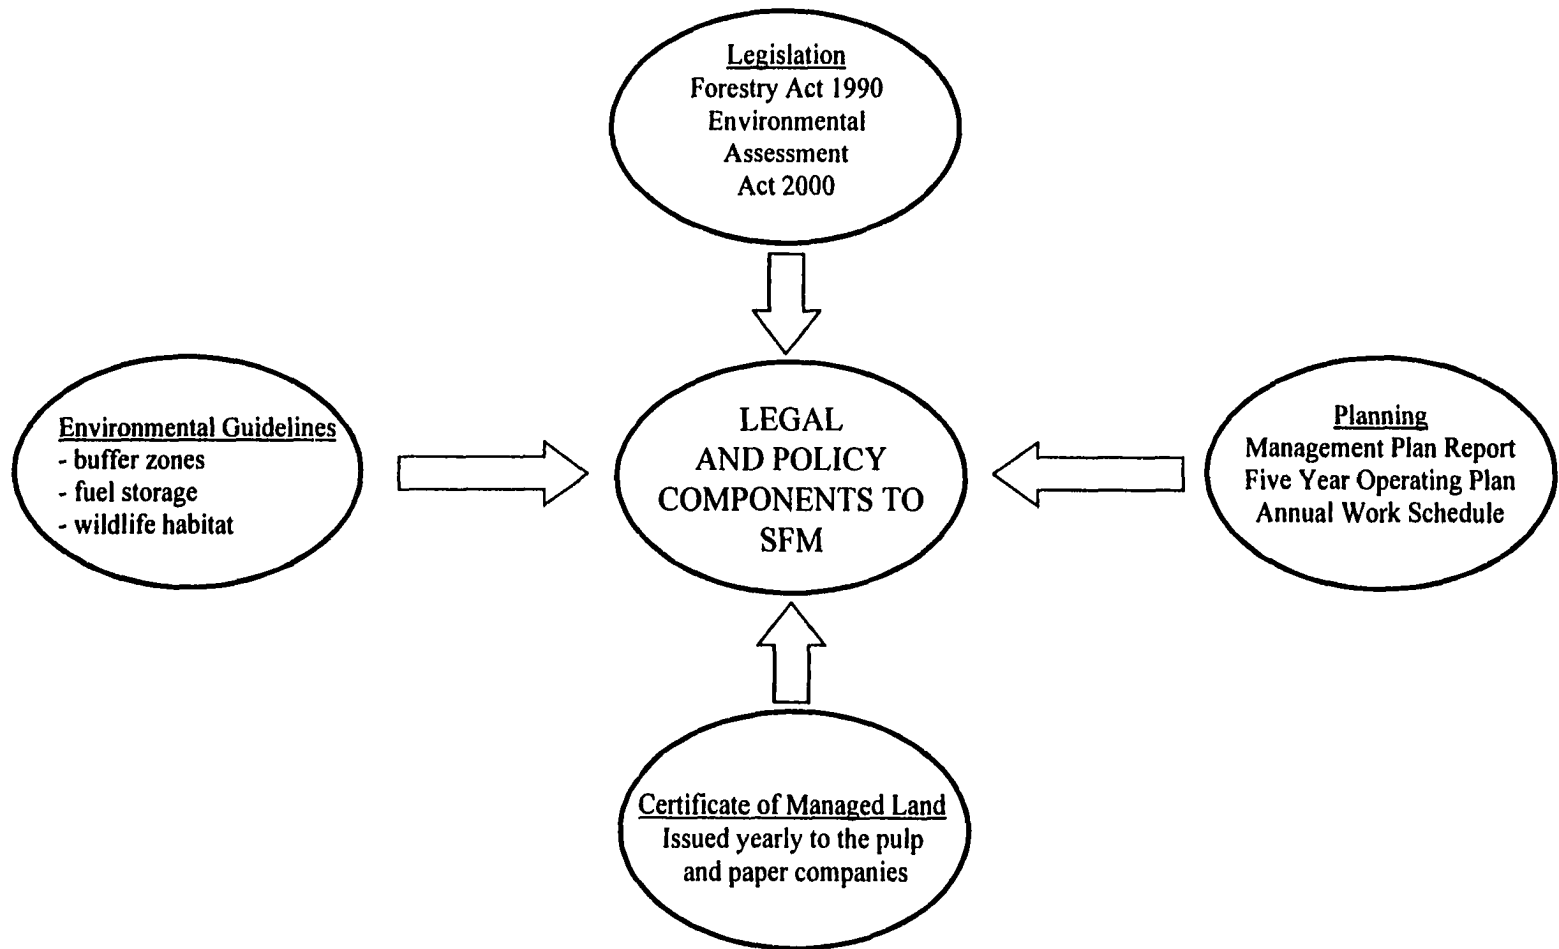 Legislation
Forestry Act 1990
Environmental
Assessment
Act 2000
Environmental Guidelines
- buffer zones
- fuel storage
- wildlife habitat
LEGAL
AND POLICY
COMPONENTS TO
SFM
Planning
Management Plan Report
Five Year Operating Plan
Annual Work Schedule
Certificate of Managed Land
Issued yearly to the pulp
and paper companies